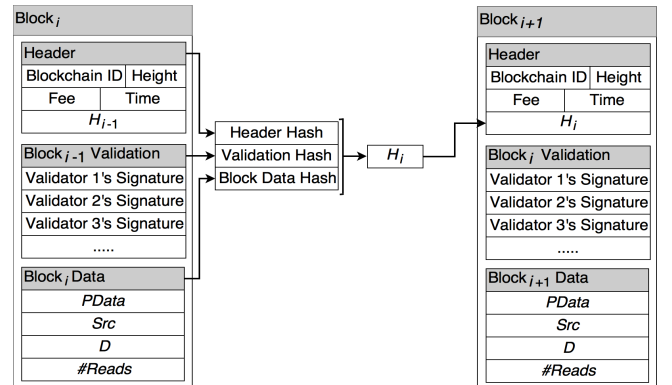 Block i
Header
Blockchain ID Height
Fee Time
H i-1
Block i-1 Validation
Validator 1's Signature
Validator 2's Signature
Validator 3's Signature
.....
Block i Data
PData
Src
D
#Reads
Header Hash
Validation Hash
Block Data Hash
H i
Block i+1
Header
Blockchain ID Height
Fee Time
H i
Block i Validation
Validator 1's Signature
Validator 2's Signature
Validator 3's Signature
.....
Block i+1 Data
PData
Src
D
#Reads